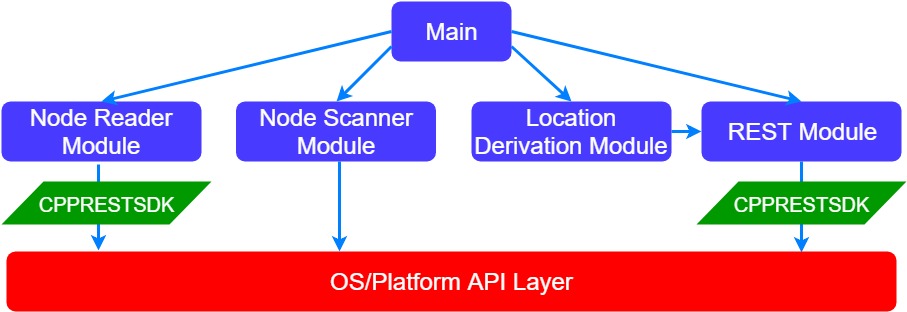 Main
Node Reader
Module
Node Scanner
Module
Location
Derivation Module
REST Module
CPPRESTSDK
CPPRESTSDK
OS/Platform API Layer